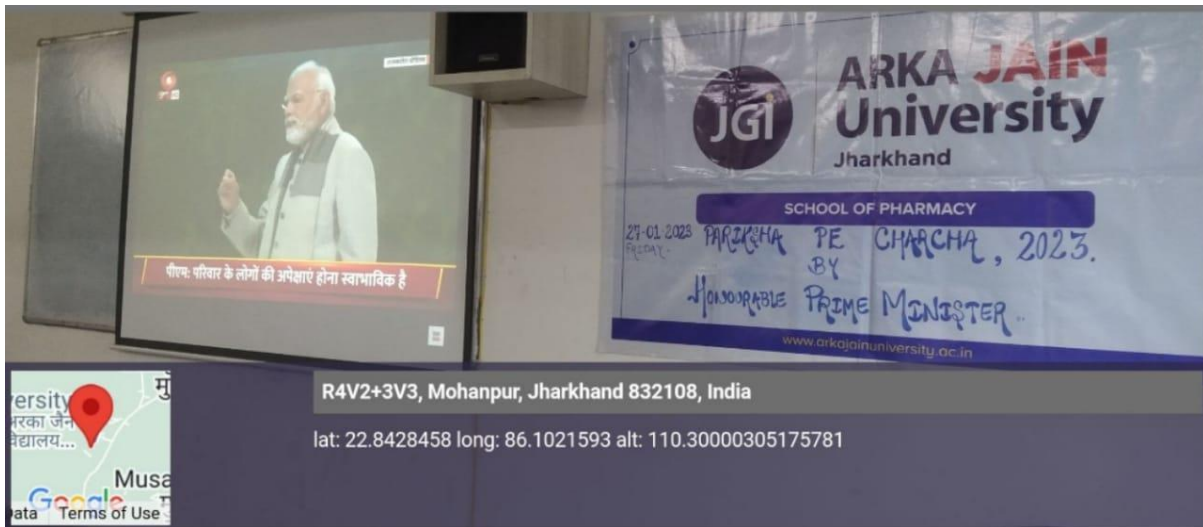 पीएम: परिवार के लोगों की अपेक्षाएं होना स्वाभाविक है
JGi
ARKA JAIN
University
Jharkhand
SCHOOL OF PHARMACY
27-01-2023
FRIDAY.
PARIKSHA PE CHARCHA, 2023.
BY
HONOURABLE PRIME MINISTER..
www.arkajainuniversity.ac.in
R4V2+3V3, Mohanpur, Jharkhand 832108, India
lat: 22.8428458 long: 86.1021593 alt: 110.30000305175781
ersity
अरका जैन
Musa
Google
Terms of Use